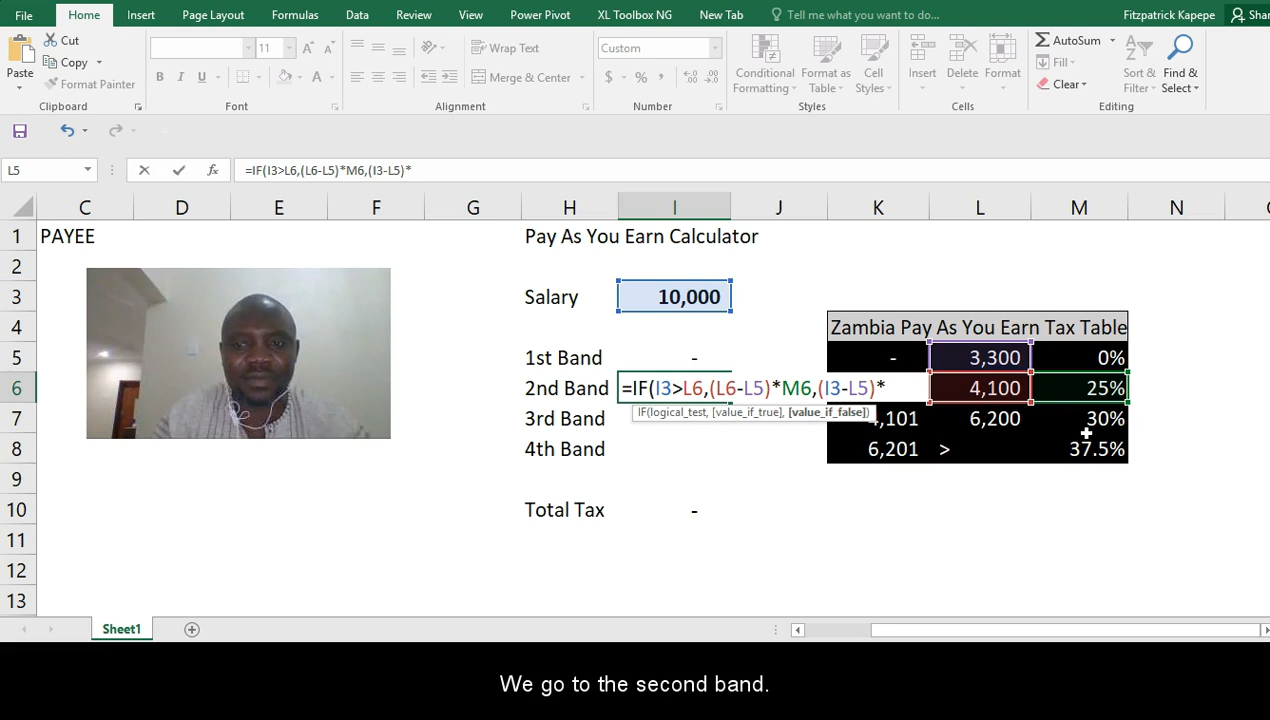 File Home Insert Page Layout Formulas Data Review View Power Pivot XL Toolbox NG New Tab Tell me what you want to do... Fitzpatrick Kapepe Shar
Paste
Cut
Copy
Format Painter
Clipboard
11
A A
B I U A
Font
Wrap Text
Merge & Center
Alignment
Custom
$ % ,
Number
Conditional Formatting
Format as Table
Cell Styles
Styles
Insert
Delete
Format
Cells
AutoSum
Fill
Clear
Sort & Filter
Find & Select
Editing
L5 fx =IF(I3>L6,(L6-L5)*M6,(I3-L5)*
C D E F G H I J K L M N
1 PAYEE Pay As You Earn Calculator
2
3 Salary 10,000
4 Zambia Pay As You Earn Tax Table
5 1st Band - - 3,300 0%
6 2nd Band =IF(I3>L6,(L6-L5)*M6,(I3-L5)* 4,100 25%
IF(logical_test, [value_if_true], [value_if_false])
7 3rd Band 4,101 6,200 30%
8 4th Band 6,201 > 37.5%
9
10 Total Tax -
11
12
13
Sheet1
We go to the second band.